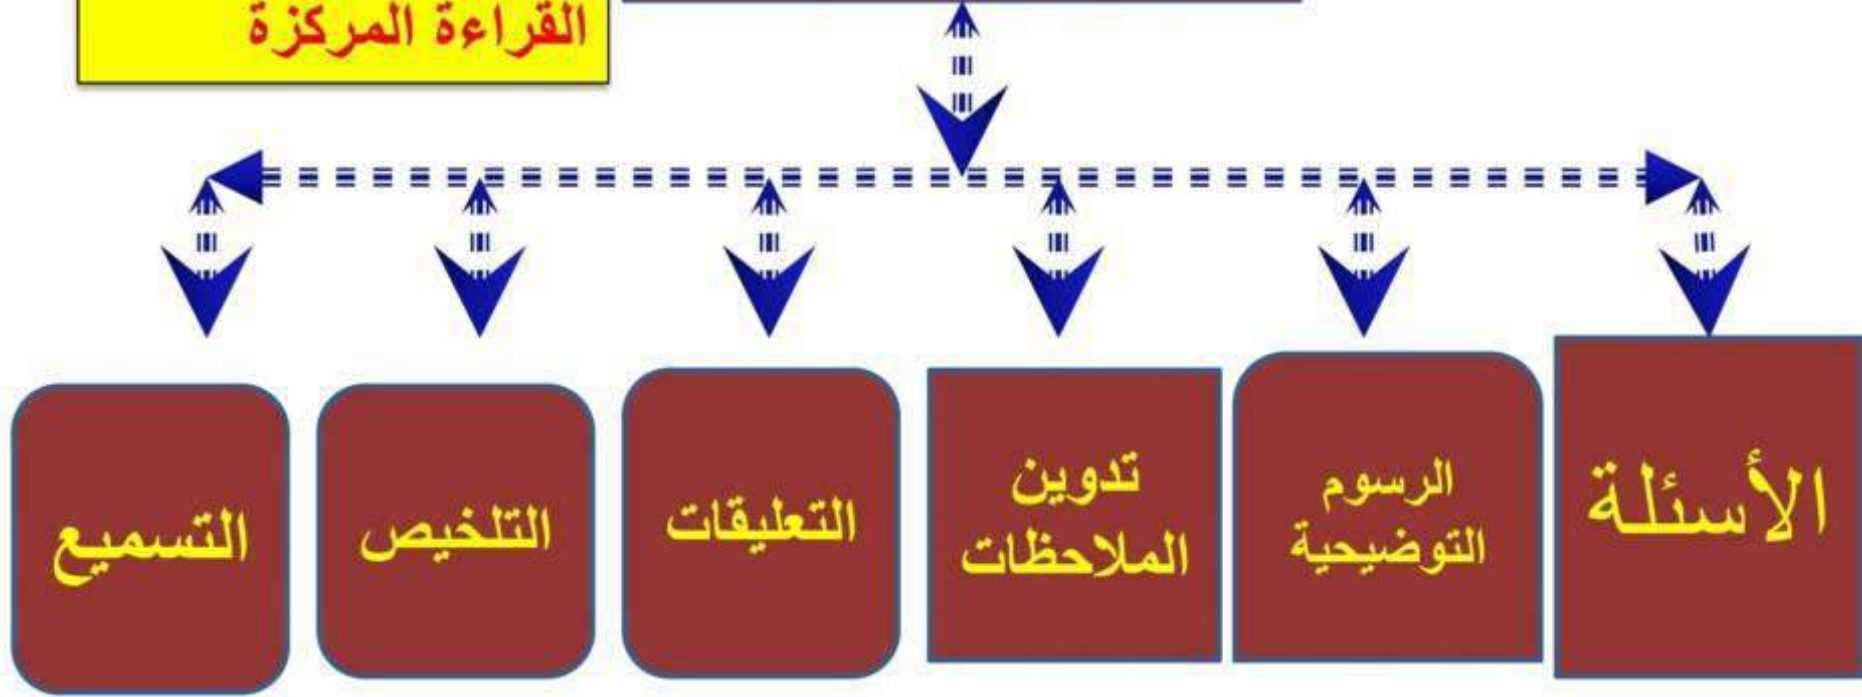 القراءة المركزة
الأسئلة
الرسوم
التوضيحية
تدوين
الملاحظات
التعليقات
التلخيص
التسميع